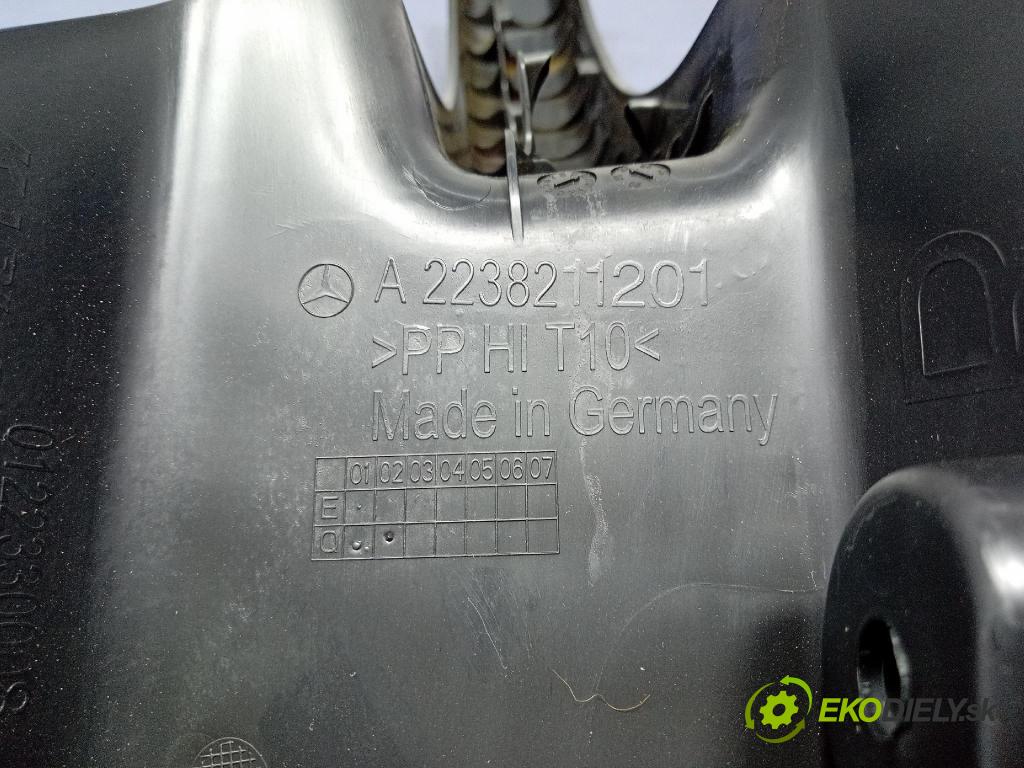 A 2238211201
>PP HI T10<
Made in Germany
01 02 03 04 05 06 07
E
Q
EKODIELY.sk